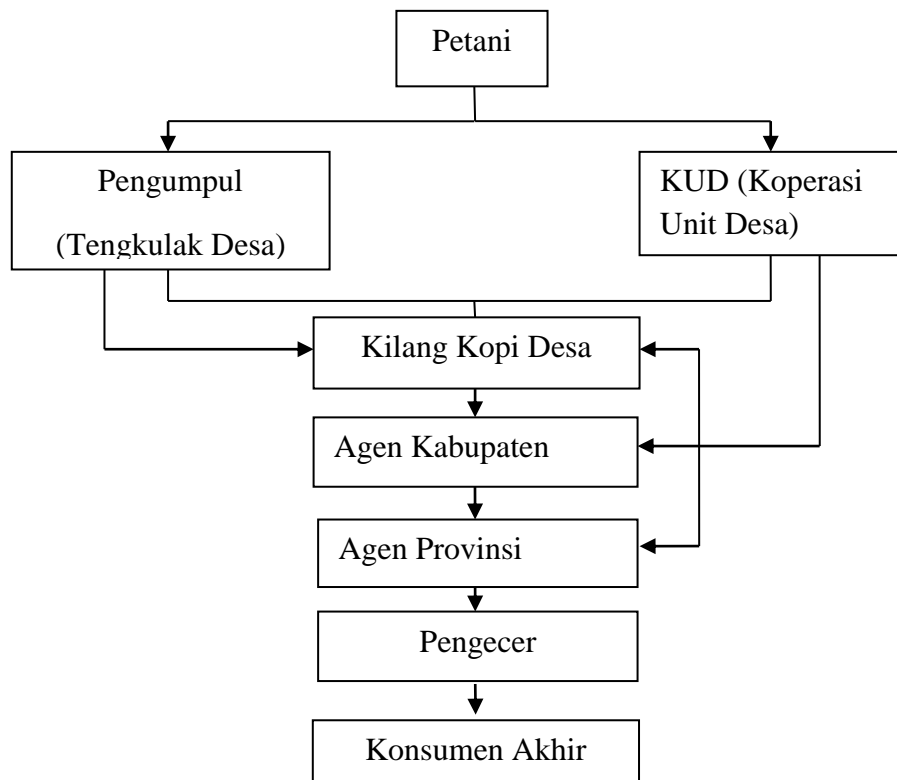 Petani
Pengumpul
(Tengkulak Desa)
KUD (Koperasi
Unit Desa)
Kilang Kopi Desa
Agen Kabupaten
Agen Provinsi
Pengecer
Konsumen Akhir